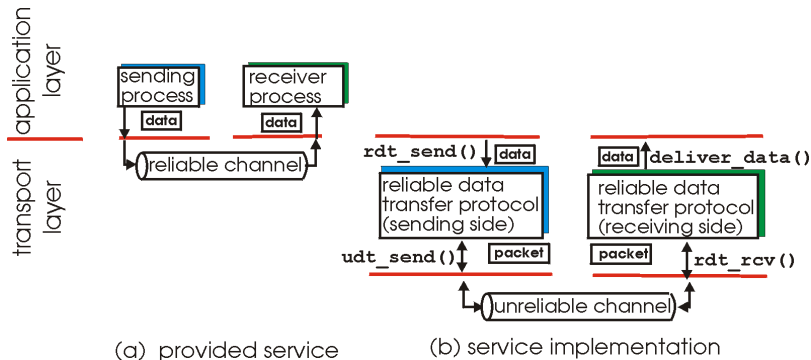 application
layer
transport
layer
sending
process
data
receiver
process
data
reliable channel
(a) provided service
rdt_send()
data
data
deliver_data()
reliable data
transfer protocol
(sending side)
reliable data
transfer protocol
(receiving side)
udt_send()
packet
packet
rdt_rcv()
unreliable channel
(b) service implementation